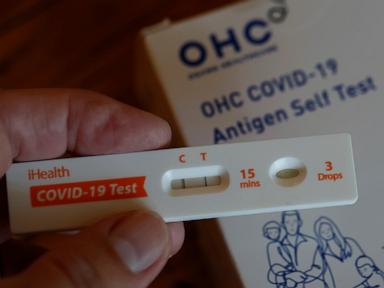 OHC
OHC COVID-19
Antigen Self Test
C T
iHealth
COVID-19 Test
15
mins
3
Drops